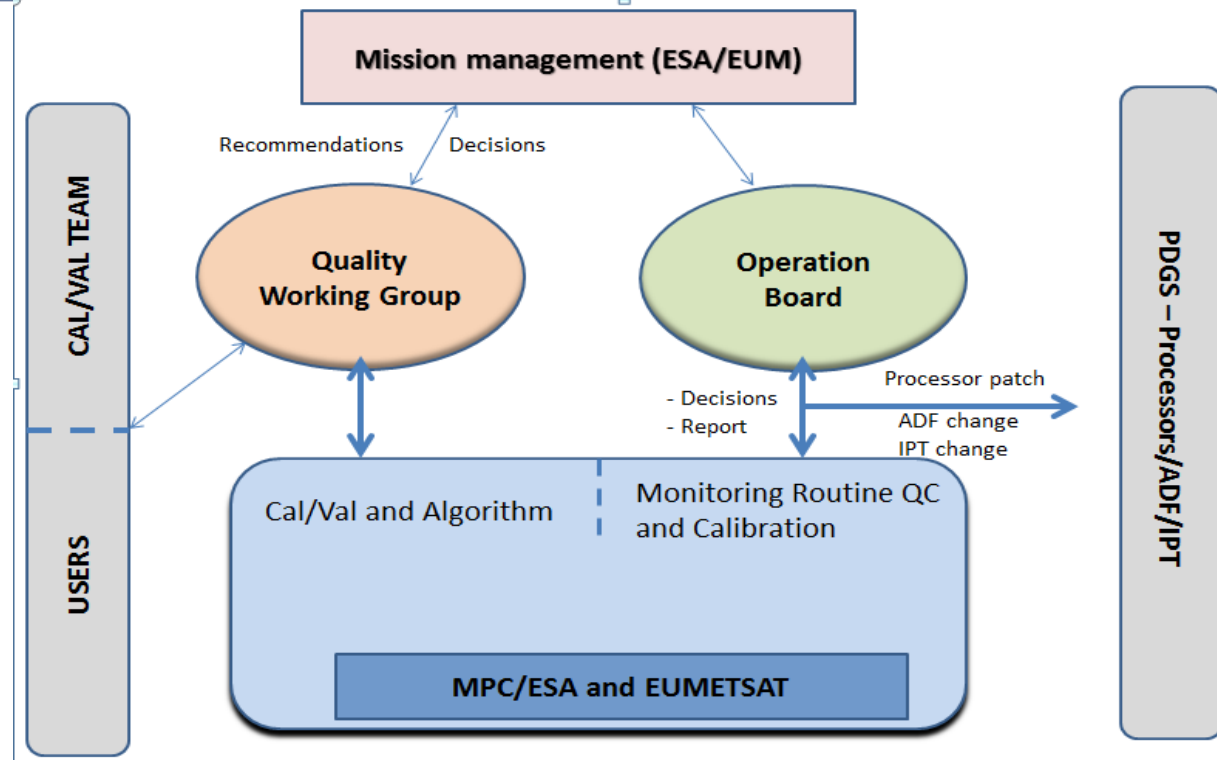 Mission management (ESA/EUM)
Recommendations
Decisions
CAL/VAL TEAM
USERS
Quality
Working Group
Operation
Board
- Decisions
- Report
Processor patch
ADF change
IPT change
PDGS – Processors/ADF/IPT
Cal/Val and Algorithm
Monitoring Routine QC
and Calibration
MPC/ESA and EUMETSAT